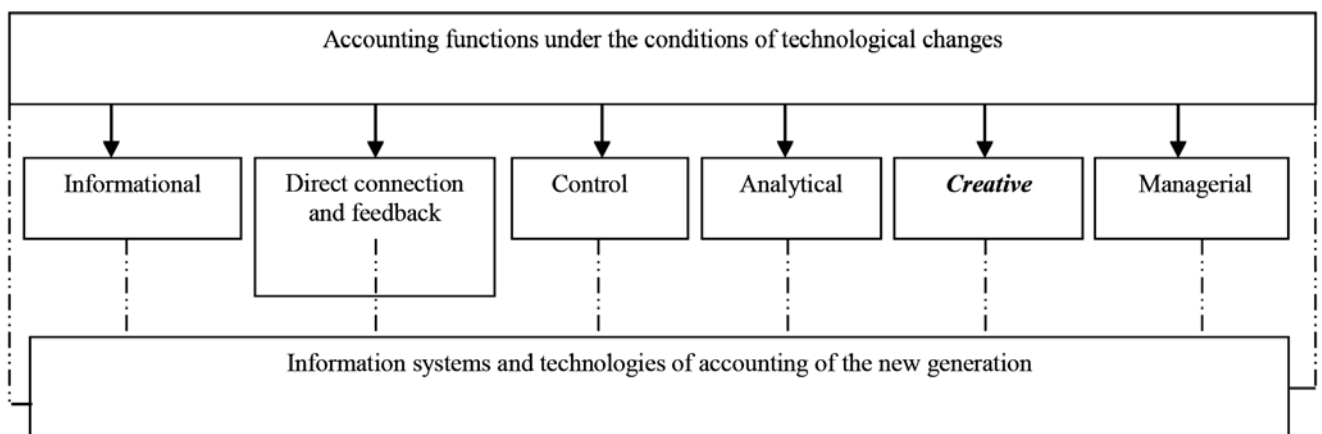 Accounting functions under the conditions of technological changes
Informational
Direct connection
and feedback
Control
Analytical
Creative
Managerial
Information systems and technologies of accounting of the new generation